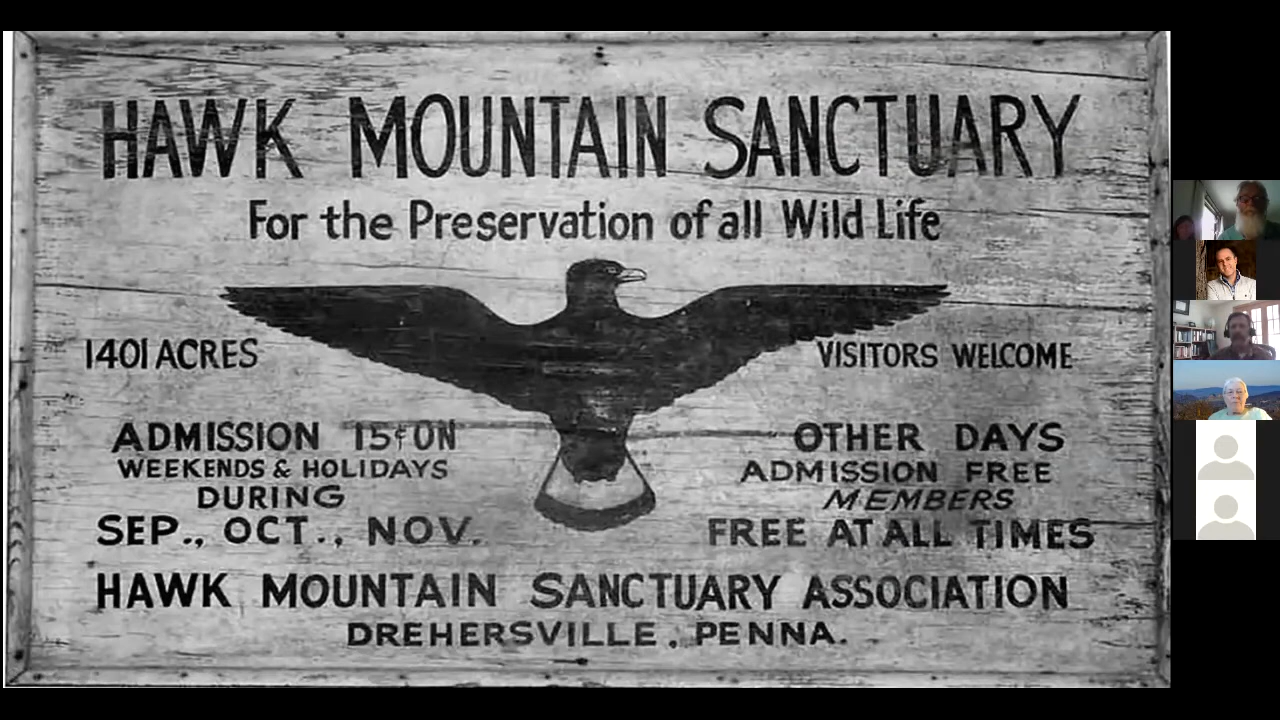 HAWK MOUNTAIN SANCTUARY
For the Preservation of all Wild Life
1401 ACRES
VISITORS WELCOME
ADMISSION 15¢ ON
WEEKENDS & HOLIDAYS
DURING
SEP., OCT., NOV.
OTHER DAYS
ADMISSION FREE
MEMBERS
FREE AT ALL TIMES
HAWK MOUNTAIN SANCTUARY ASSOCIATION
DREHERSVILLE, PENNA.